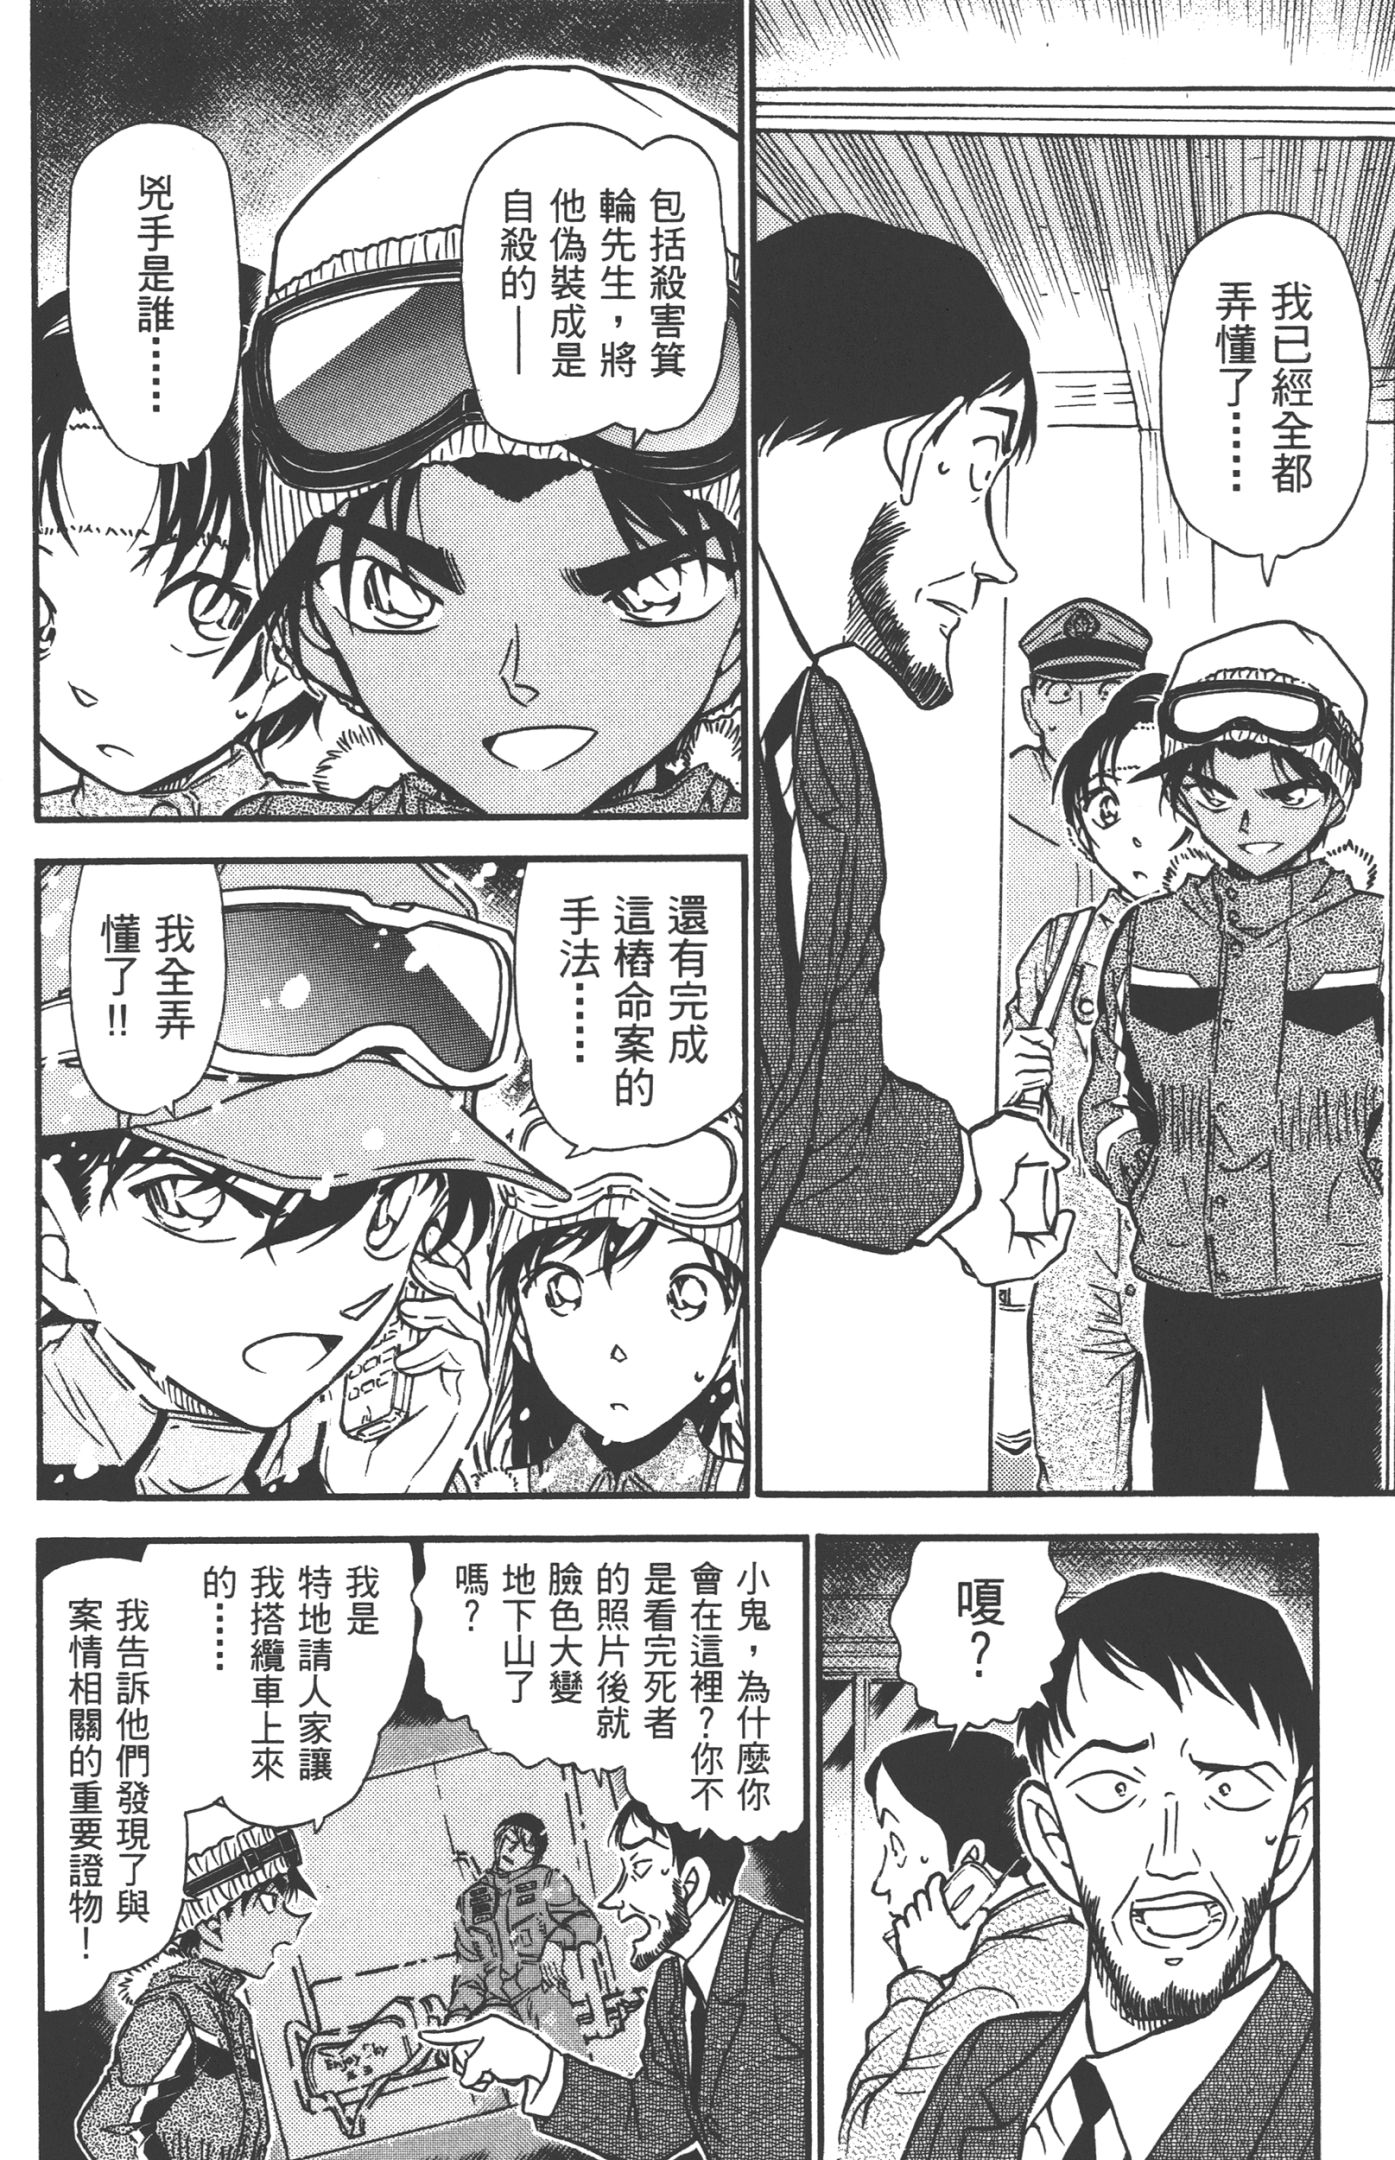 我已經全都
弄懂了……
包括殺害箕
輪先生，將
他偽裝成是
自殺的——
兇手是誰……
還有完成
這樁命案的
手法……
我全弄
懂了!!
嗄？
小鬼，為什麼你
會在這裡？你不
是看完死者
的照片後就
臉色大變
地下山了
嗎？
我是
特地請人家讓
我搭纜車上來
的……
我告訴他們發現了與
案情相關的重要證物！